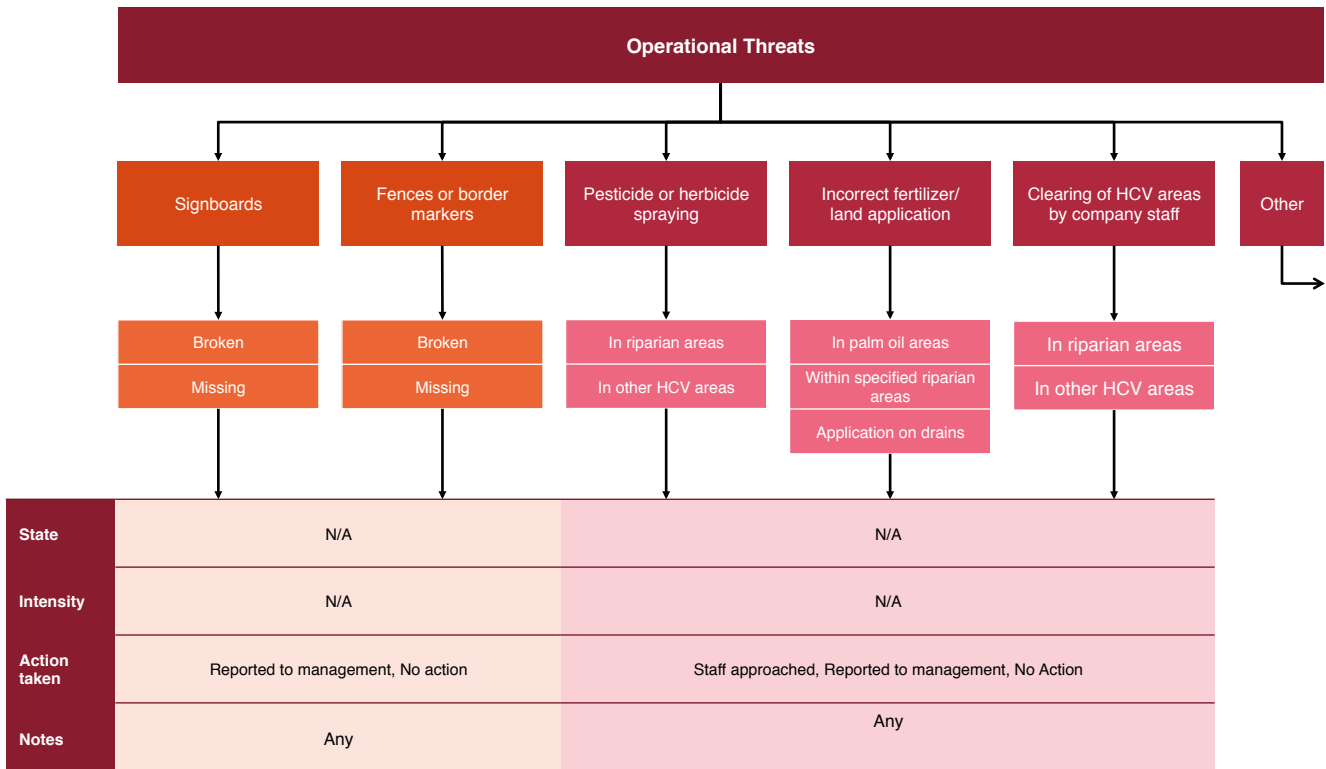 Operational Threats
Signboards
Fences or border
markers
Pesticide or herbicide
spraying
Incorrect fertilizer/
land application
Clearing of HCV areas
by company staff
Other
Broken
Missing
Broken
Missing
In riparian areas
In other HCV areas
In palm oil areas
Within specified riparian
areas
Application on drains
In riparian areas
In other HCV areas
State
N/A
N/A
Intensity
N/A
N/A
Action
taken
Reported to management, No action
Staff approached, Reported to management, No Action
Notes
Any
Any